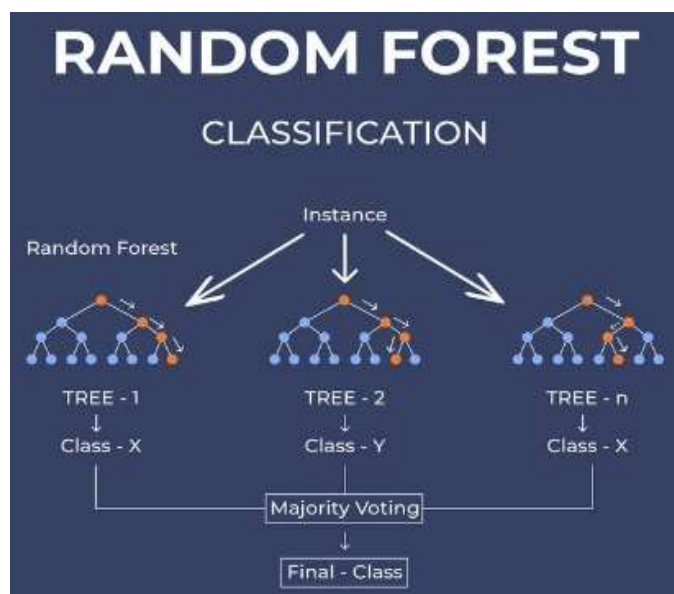 RANDOM FOREST
CLASSIFICATION
Instance
Random Forest
TREE - 1
TREE - 2
TREE - n
Class - X
Class - Y
Class - X
Majority Voting
Final - Class